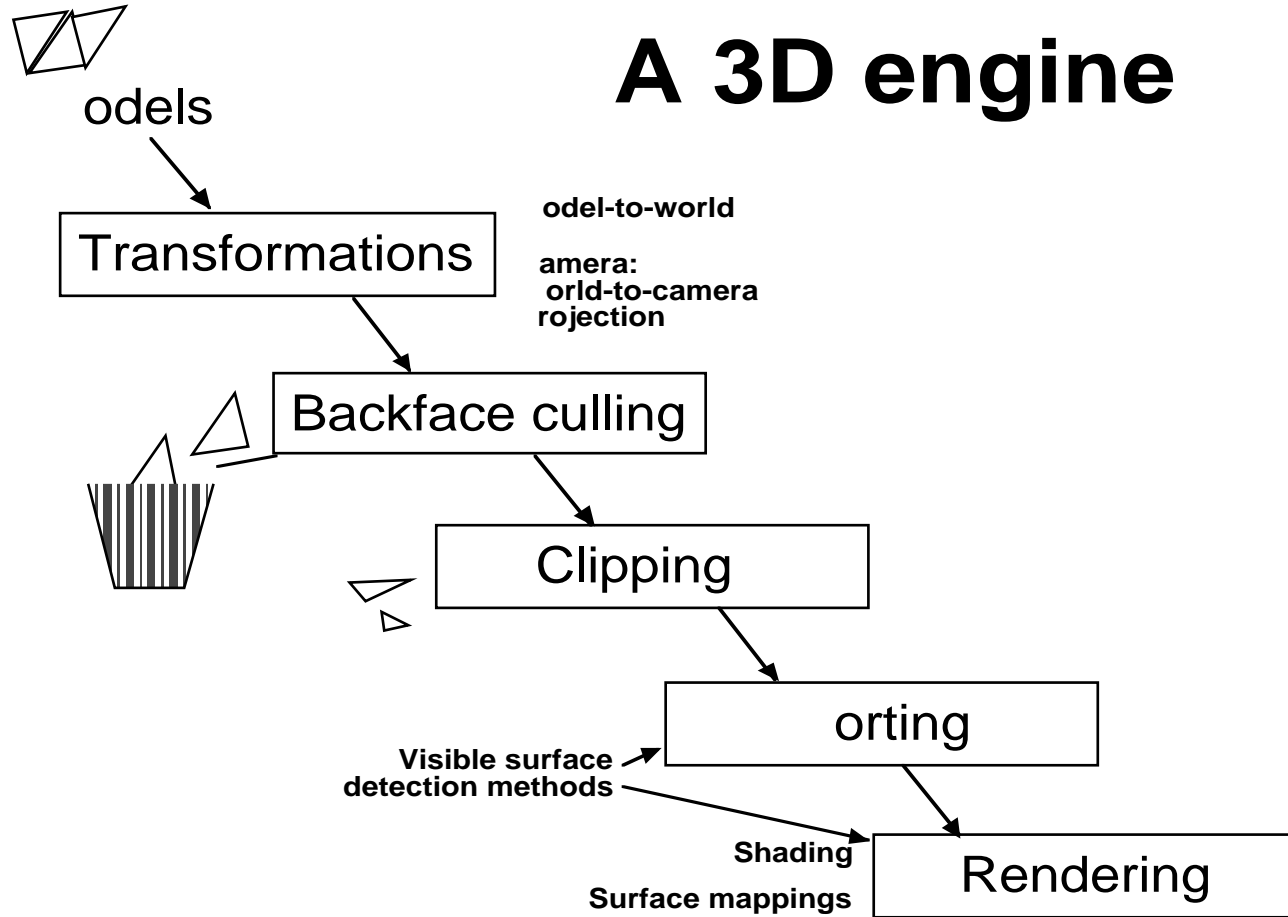 A 3D engine
odels
Transformations
odel-to-world
amera:
orld-to-camera
rojection
Backface culling
Clipping
orting
Visible surface
detection methods
Shading
Surface mappings
Rendering